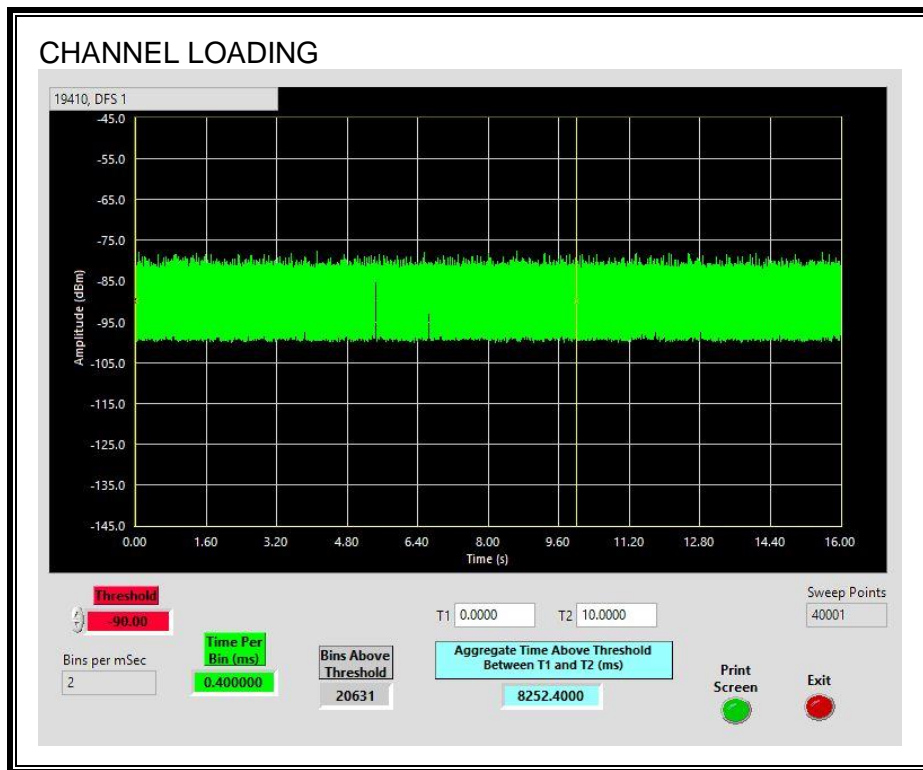 CHANNEL LOADING
19410, DFS 1
-45.0
-55.0
-65.0
-75.0
-85.0
-95.0
-105.0
-115.0
-125.0
-135.0
-145.0
Amplitude (dBm)
0.00 1.60 3.20 4.80 6.40 8.00 9.60 11.20 12.80 14.40 16.00
Time (s)
Threshold
-90.00
Bins per mSec
2
Time Per
Bin (ms)
0.400000
Bins Above
Threshold
20631
T1 0.0000 T2 10.0000
Aggregate Time Above Threshold
Between T1 and T2 (ms)
8252.4000
Sweep Points
40001
Print
Screen
Exit